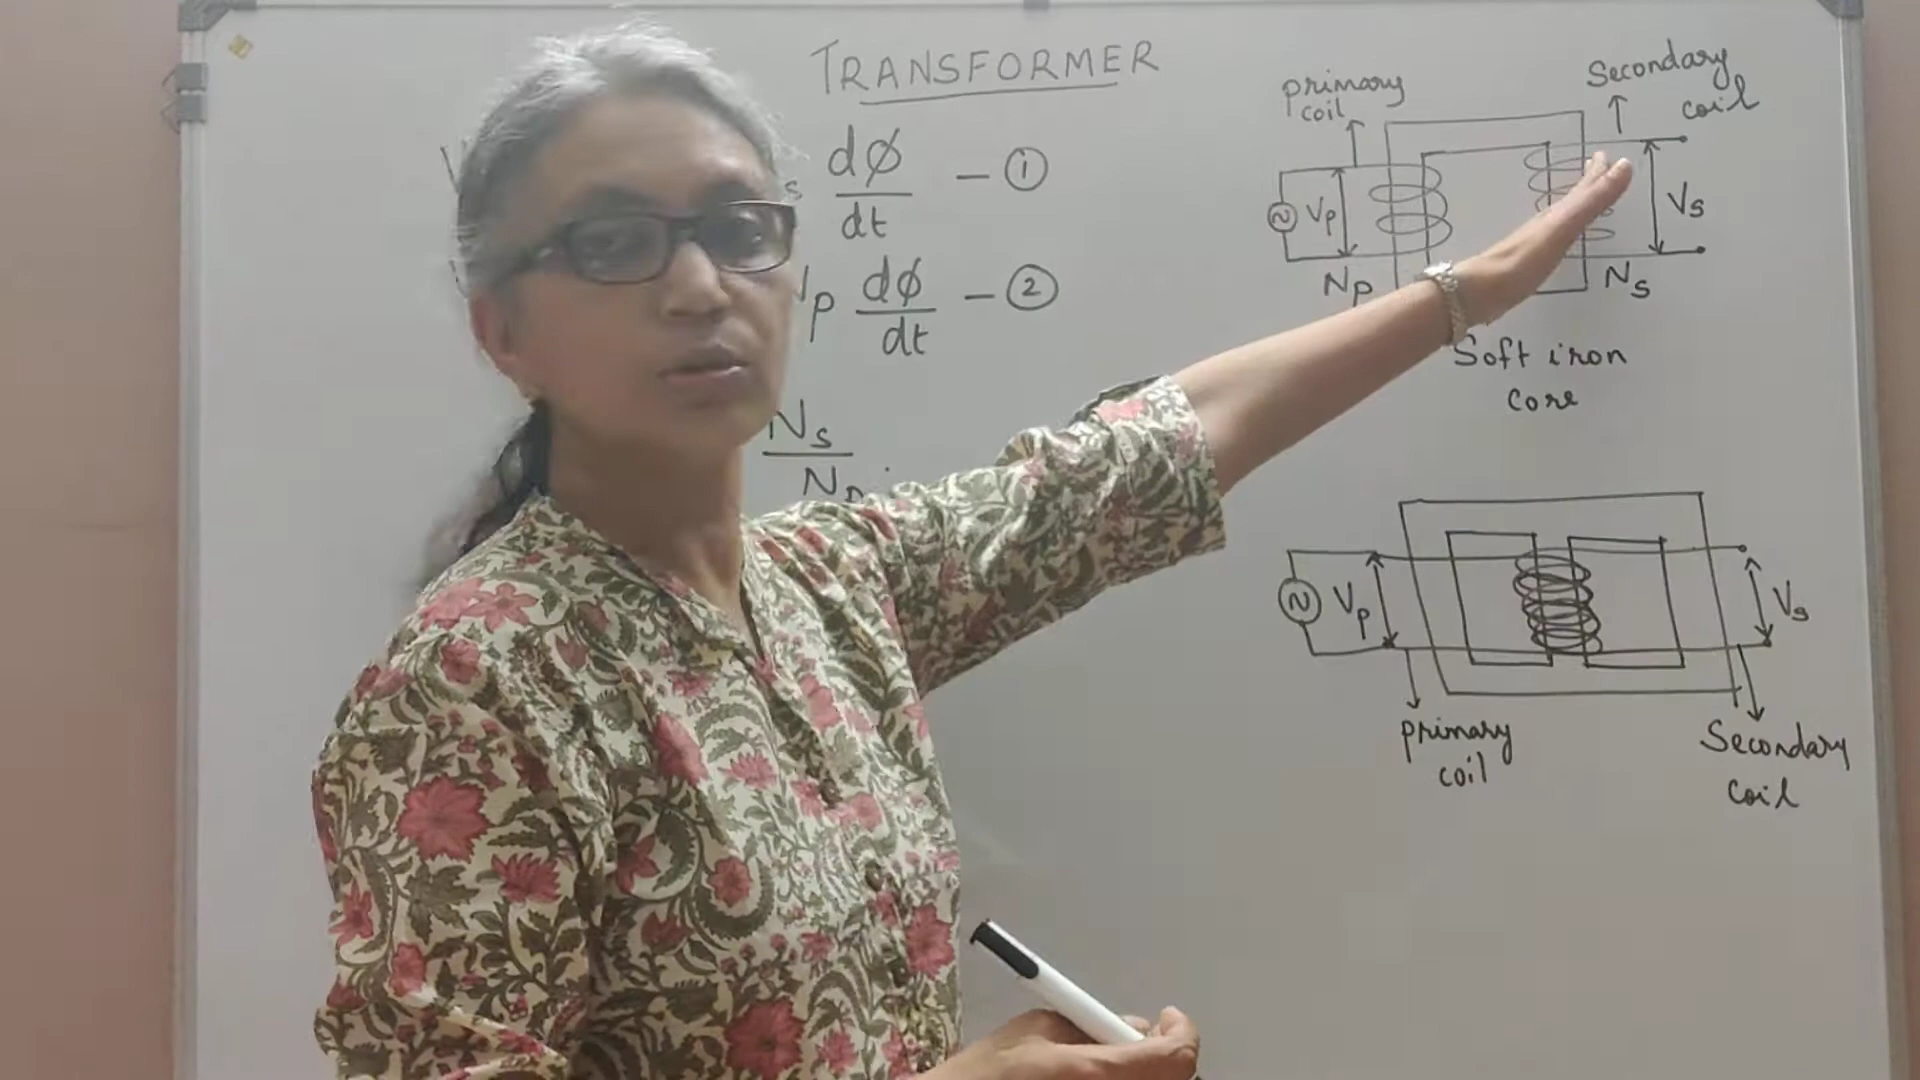 TRANSFORMER
s dϕ/dt — ①
p dϕ/dt — ②
Ns
N
primary
coil
Secondary
coil
Vp
Vs
Np
Ns
Soft iron
core
Vp
Vs
primary
coil
Secondary
coil